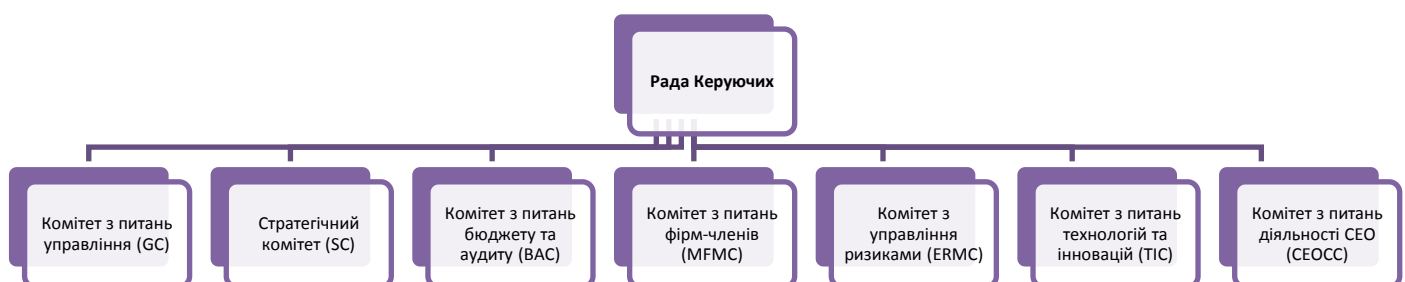 Рада Керуючих
Комітет з питань
управління (GC)
Стратегічний
комітет (SC)
Комітет з питань
бюджету та
аудиту (BAC)
Комітет з питань
фірм-членів
(MFMC)
Комітет з
управління
ризиками (ERMC)
Комітет з питань
технологій та
інновацій (TIC)
Комітет з питань
діяльності CEO
(CEOCC)